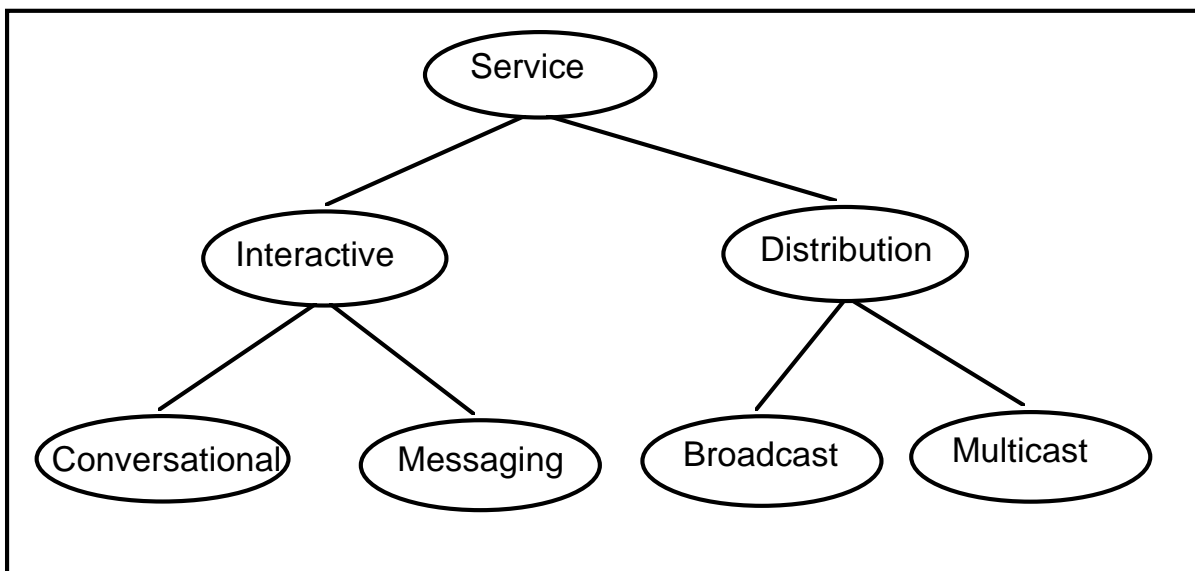 Service
Interactive
Distribution
Conversational
Messaging
Broadcast
Multicast